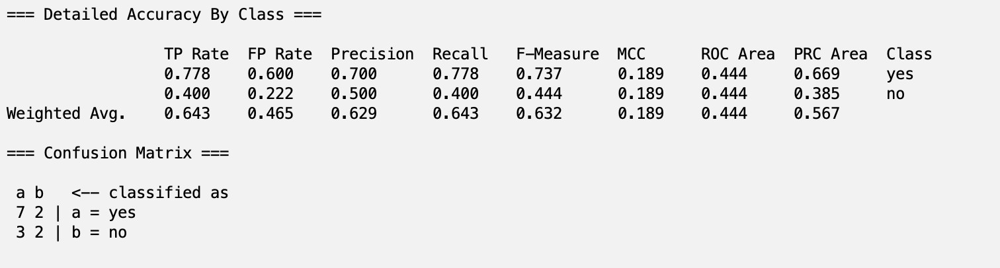 === Detailed Accuracy By Class ===
TP Rate  FP Rate  Precision  Recall   F-Measure  MCC      ROC Area  PRC Area  Class
0.778    0.600    0.700      0.778    0.737      0.189    0.444     0.669     yes
0.400    0.222    0.500      0.400    0.444      0.189    0.444     0.385     no
Weighted Avg.    0.643    0.465    0.629      0.643    0.632      0.189    0.444     0.567
=== Confusion Matrix ===
a b   <-- classified as
7 2 | a = yes
3 2 | b = no